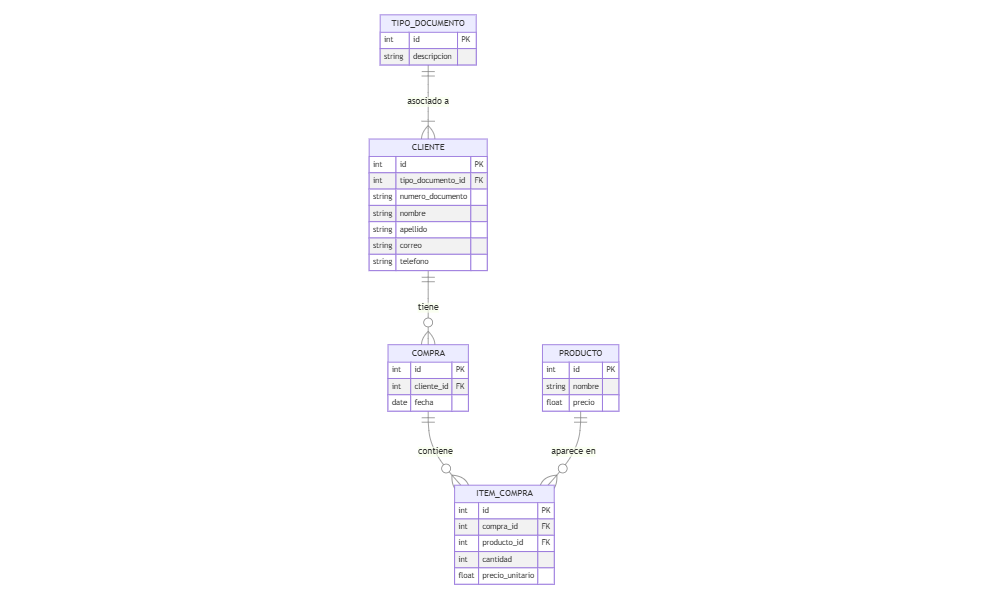 TIPO_DOCUMENTO
int id PK
string descripcion
asociado a
CLIENTE
int id PK
int tipo_documento_id FK
string numero_documento
string nombre
string apellido
string correo
string telefono
tiene
COMPRA
int id PK
int cliente_id FK
date fecha
PRODUCTO
int id PK
string nombre
float precio
contiene
aparece en
ITEM_COMPRA
int id PK
int compra_id FK
int producto_id FK
int cantidad
float precio_unitario